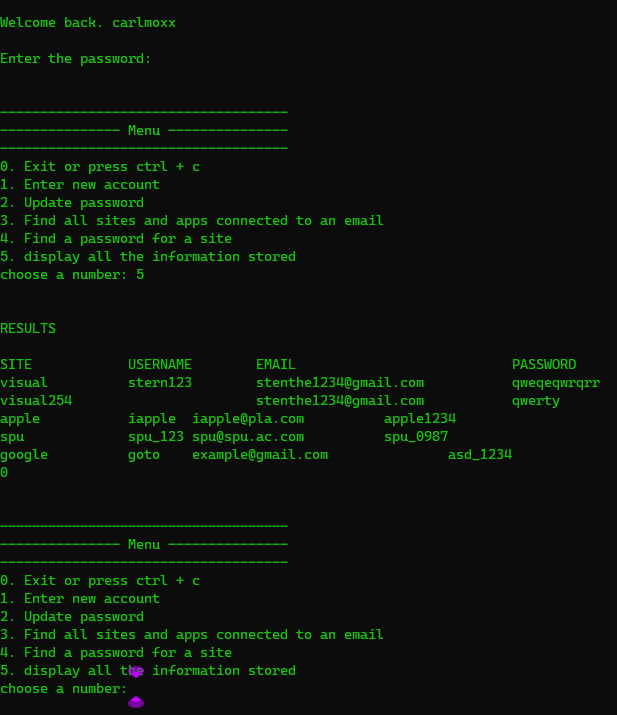 Welcome back. carlmoxx
Enter the password:
------------------------------------
--------------- Menu ---------------
------------------------------------
0. Exit or press ctrl + c
1. Enter new account
2. Update password
3. Find all sites and apps connected to an email
4. Find a password for a site
5. display all the information stored
choose a number: 5
RESULTS
SITE            USERNAME        EMAIL                           PASSWORD
visual          stern123        stenthe1234@gmail.com           qweqeqwrqrr
visual254                       stenthe1234@gmail.com           qwerty
apple           iapple  iapple@pla.com          apple1234
spu             spu_123 spu@spu.ac.com          spu_0987
google          goto    example@gmail.com               asd_1234
0
------------------------------------
--------------- Menu ---------------
------------------------------------
0. Exit or press ctrl + c
1. Enter new account
2. Update password
3. Find all sites and apps connected to an email
4. Find a password for a site
5. display all the information stored
choose a number: